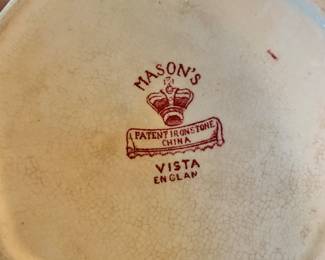 MASON'S
PATENT IRONSTONE
CHINA
VISTA
ENGLAN